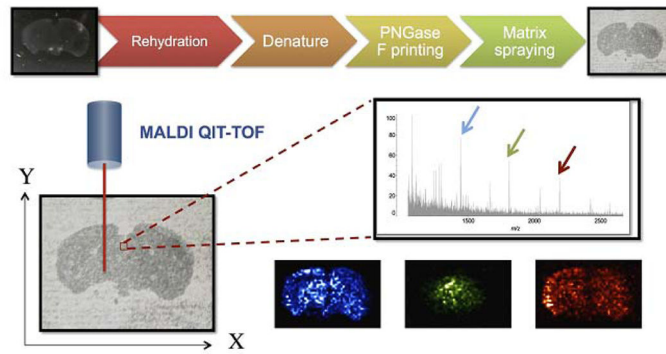 Rehydration
Denature
PNGase
F printing
Matrix
spraying
MALDI QIT-TOF
Y
X
100
80
60
40
20
0
1500
2000
2500
m/z